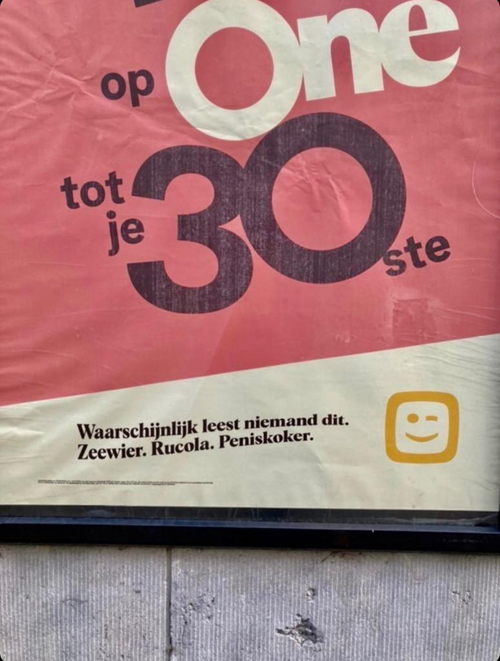 op One
tot je 30ste
Waarschijnlijk leest niemand dit.
Zeewier. Rucola. Peniskoker.